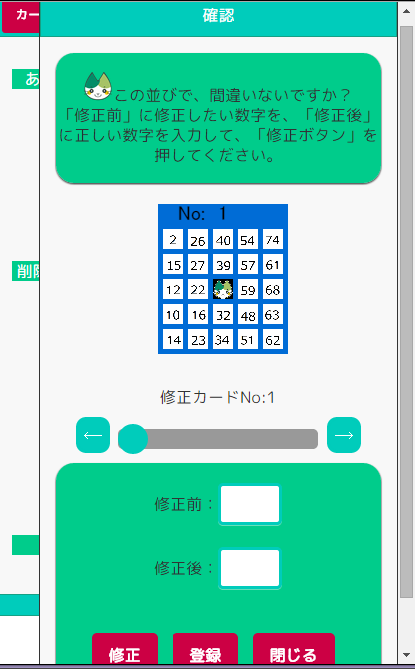 カー
確認
あ
この並びで、間違いないですか？
「修正前」に修正したい数字を、「修正後」
に正しい数字を入力して、「修正ボタン」を
押してください。
No: 1
2 26 40 54 74
15 27 39 57 61
削除
12 22 59 68
10 16 32 48 63
14 23 34 51 62
修正カードNo:1
← →
修正前：
修正後：
修正 登録 閉じる